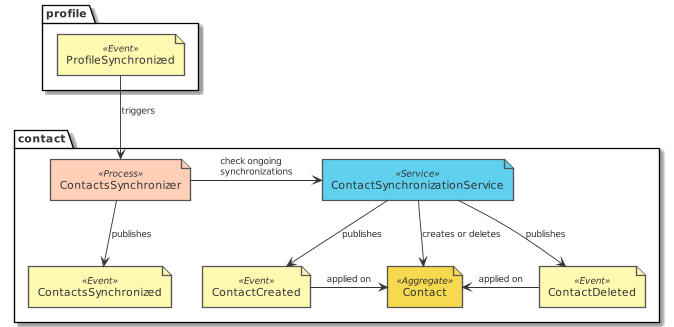 profile
«Event»
ProfileSynchronized
triggers
contact
«Process»
ContactsSynchronizer
check ongoing
synchronizations
«Service»
ContactSynchronizationService
publishes
publishes
creates or deletes
publishes
«Event»
ContactsSynchronized
«Event»
ContactCreated
applied on
«Aggregate»
Contact
applied on
«Event»
ContactDeleted